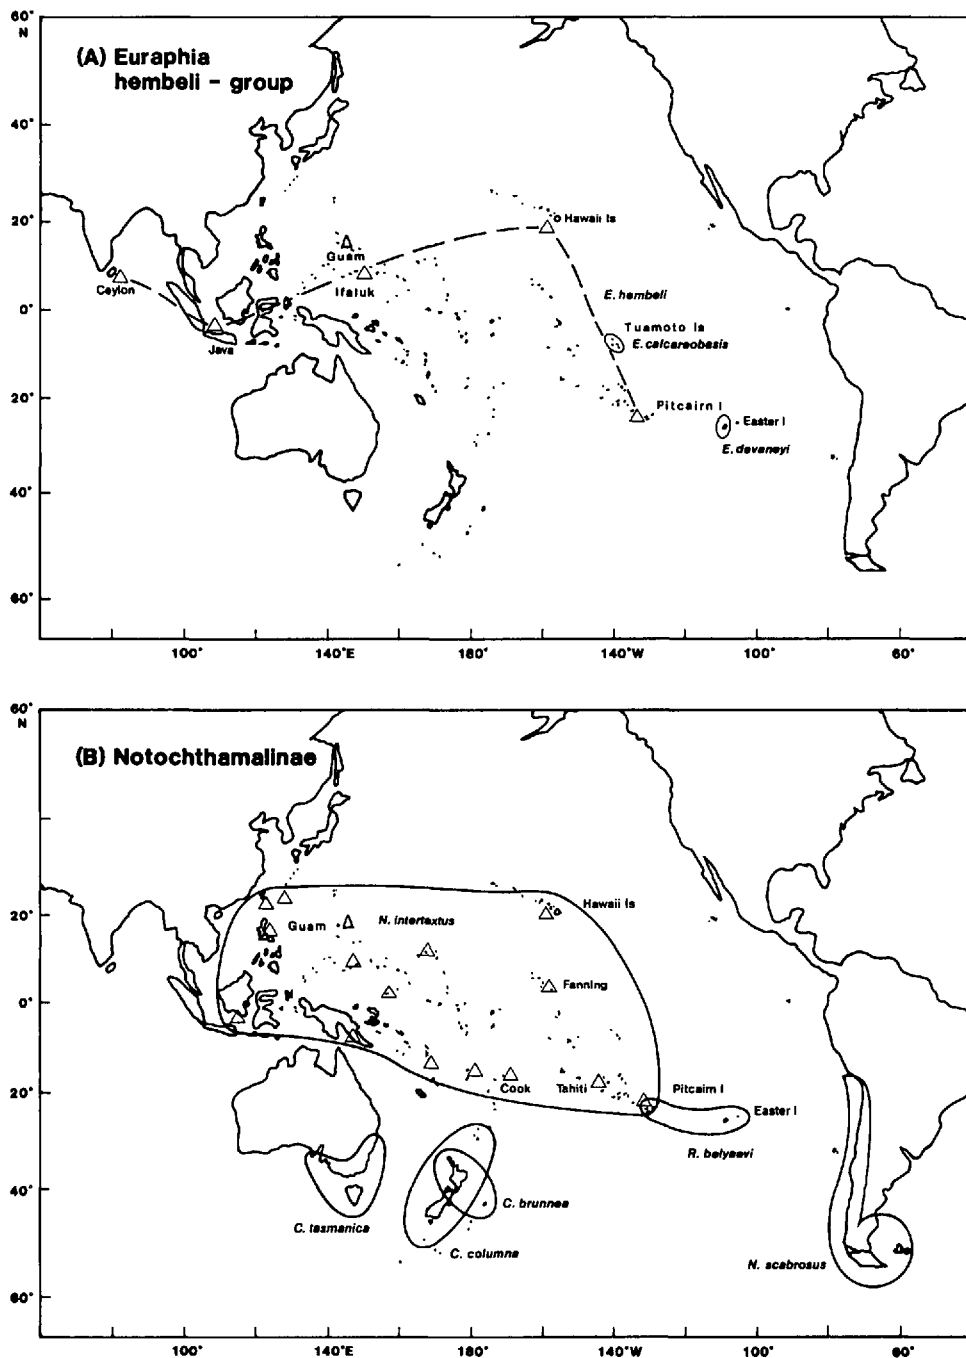 60°
N
(A) Euraphia
hembeli - group
40°
20°
Hawaii Is
Guam
Ceylon
Ifaluk
E. hembeli
0°
Tuamoto Is
E. calcareobasis
Java
20°
Pitcairn I
Easter I
E. devaneyi
40°
60°
100° 140°E 180° 140°W 100° 60°
60°
N
(B) Notochthamalinae
20°
Hawaii Is
Guam
N. intertextus
0°
Fanning
Cook
Tahiti
Pitcairn I
20°
Easter I
R. belyaevi
40°
C. brunnea
C. tasmanica
C. columna
N. scabrosus
60°
100° 140°E 180° 140°W 100° 60°